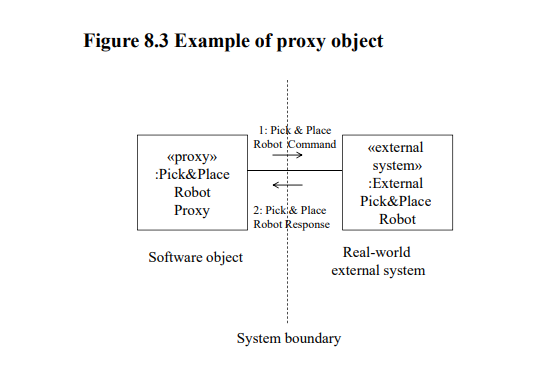 Figure 8.3 Example of proxy object
1: Pick & Place
Robot Command
«proxy»
:Pick&Place
Robot
Proxy
«external
system»
:External
Pick&Place
Robot
2: Pick & Place
Robot Response
Software object
Real-world
external system
System boundary